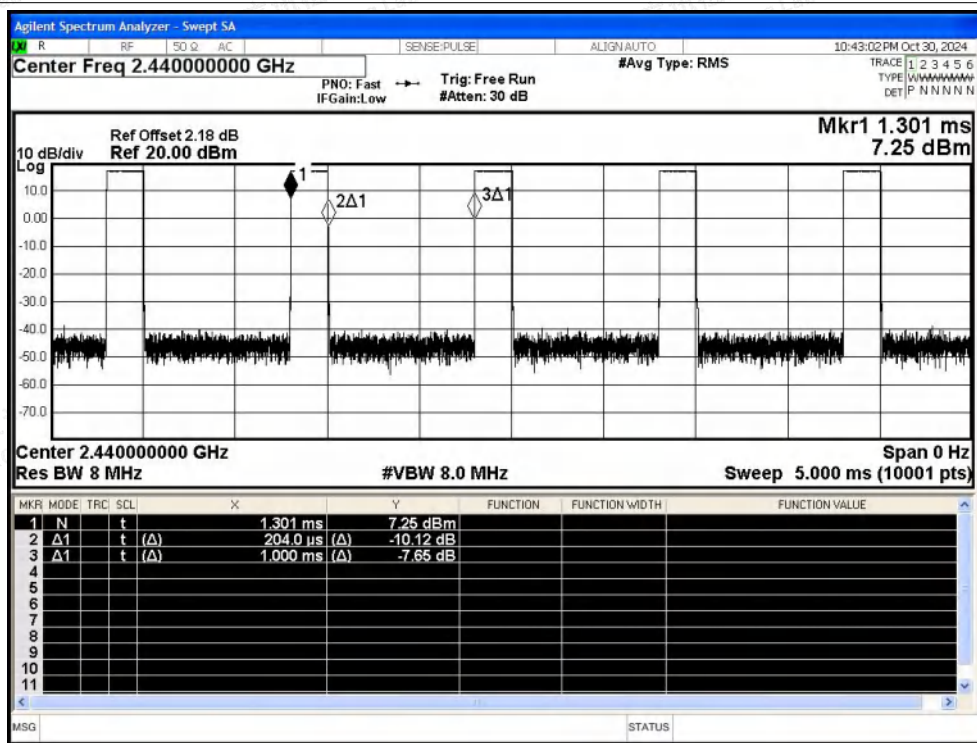 Agilent Spectrum Analyzer - Swept SA
LXI R RF 50 Ω AC SENSE:PULSE ALIGN AUTO 10:43:02 PM Oct 30, 2024
Center Freq 2.440000000 GHz #Avg Type: RMS TRACE 1 2 3 4 5 6
PNO: Fast Trig: Free Run TYPE WWWWWW
IFGain:Low #Atten: 30 dB DET P N N N N N
Mkr1 1.301 ms
Ref Offset 2.18 dB
10 dB/div Ref 20.00 dBm 7.25 dBm
Log
1
10.0
2Δ1
3Δ1
0.00
-10.0
-20.0
-30.0
-40.0
-50.0
-60.0
-70.0
Center 2.440000000 GHz Span 0 Hz
Res BW 8 MHz #VBW 8.0 MHz Sweep 5.000 ms (10001 pts)
MKR MODE TRC SCL X Y FUNCTION FUNCTION WIDTH FUNCTION VALUE
1 N t 1.301 ms 7.25 dBm
2 Δ1 t (Δ) 204.0 µs (Δ) -10.12 dB
3 Δ1 t (Δ) 1.000 ms (Δ) -7.65 dB
4
5
6
7
8
9
10
11
MSG STATUS